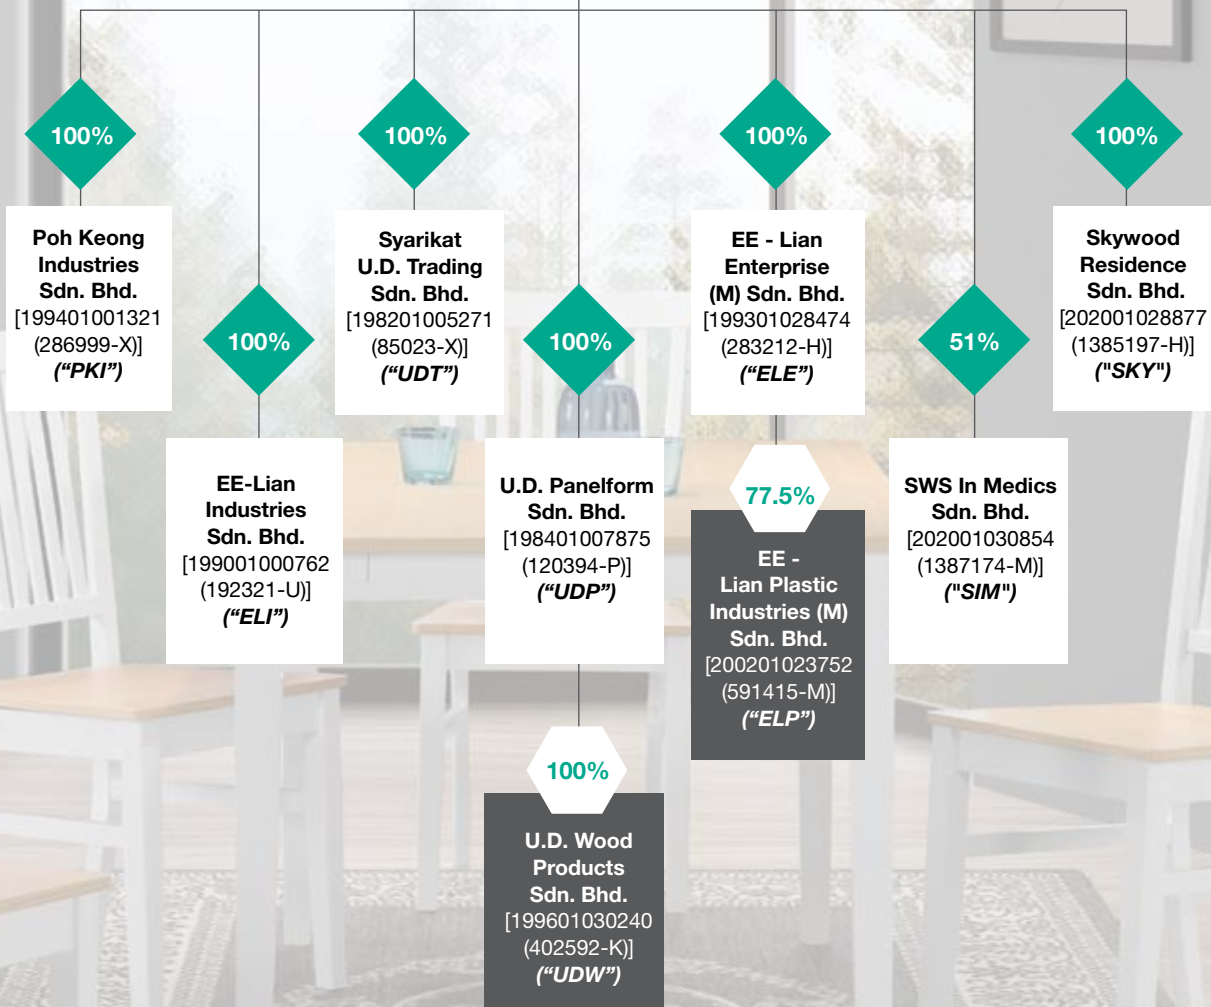 100%
Poh Keong
Industries
Sdn. Bhd.
[199401001321
(286999-X)]
(“PKI”)
100%
EE-Lian
Industries
Sdn. Bhd.
[199001000762
(192321-U)]
(“ELI”)
100%
Syarikat
U.D. Trading
Sdn. Bhd.
[198201005271
(85023-X)]
(“UDT”)
100%
U.D. Panelform
Sdn. Bhd.
[198401007875
(120394-P)]
(“UDP”)
100%
U.D. Wood
Products
Sdn. Bhd.
[199601030240
(402592-K)]
(“UDW”)
100%
EE - Lian
Enterprise
(M) Sdn. Bhd.
[199301028474
(283212-H)]
(“ELE”)
77.5%
EE -
Lian Plastic
Industries (M)
Sdn. Bhd.
[200201023752
(591415-M)]
(“ELP”)
51%
SWS In Medics
Sdn. Bhd.
[202001030854
(1387174-M)]
("SIM")
100%
Skywood
Residence
Sdn. Bhd.
[202001028877
(1385197-H)]
("SKY")